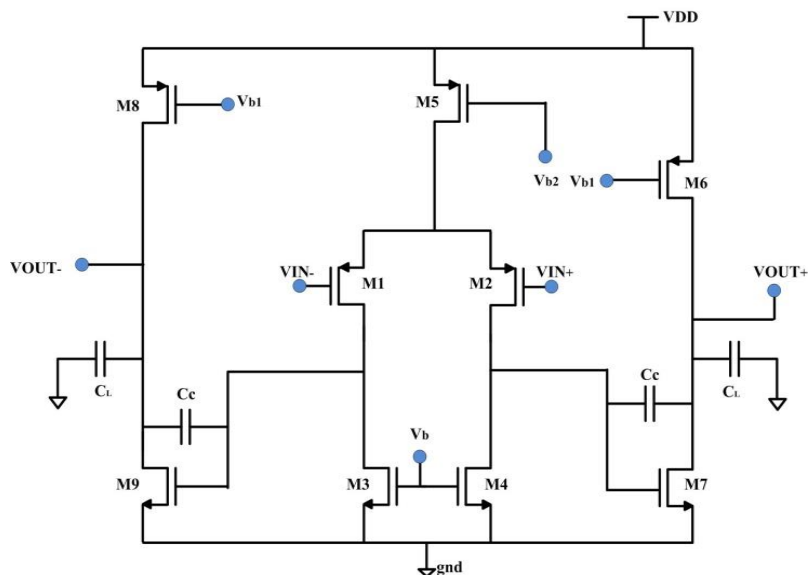 VDD
M8
Vb1
M5
Vb2
Vb1
M6
VOUT-
VIN-
M1
M2
VIN+
VOUT+
CL
Cc
Cc
CL
Vb
M9
M3
M4
M7
gnd